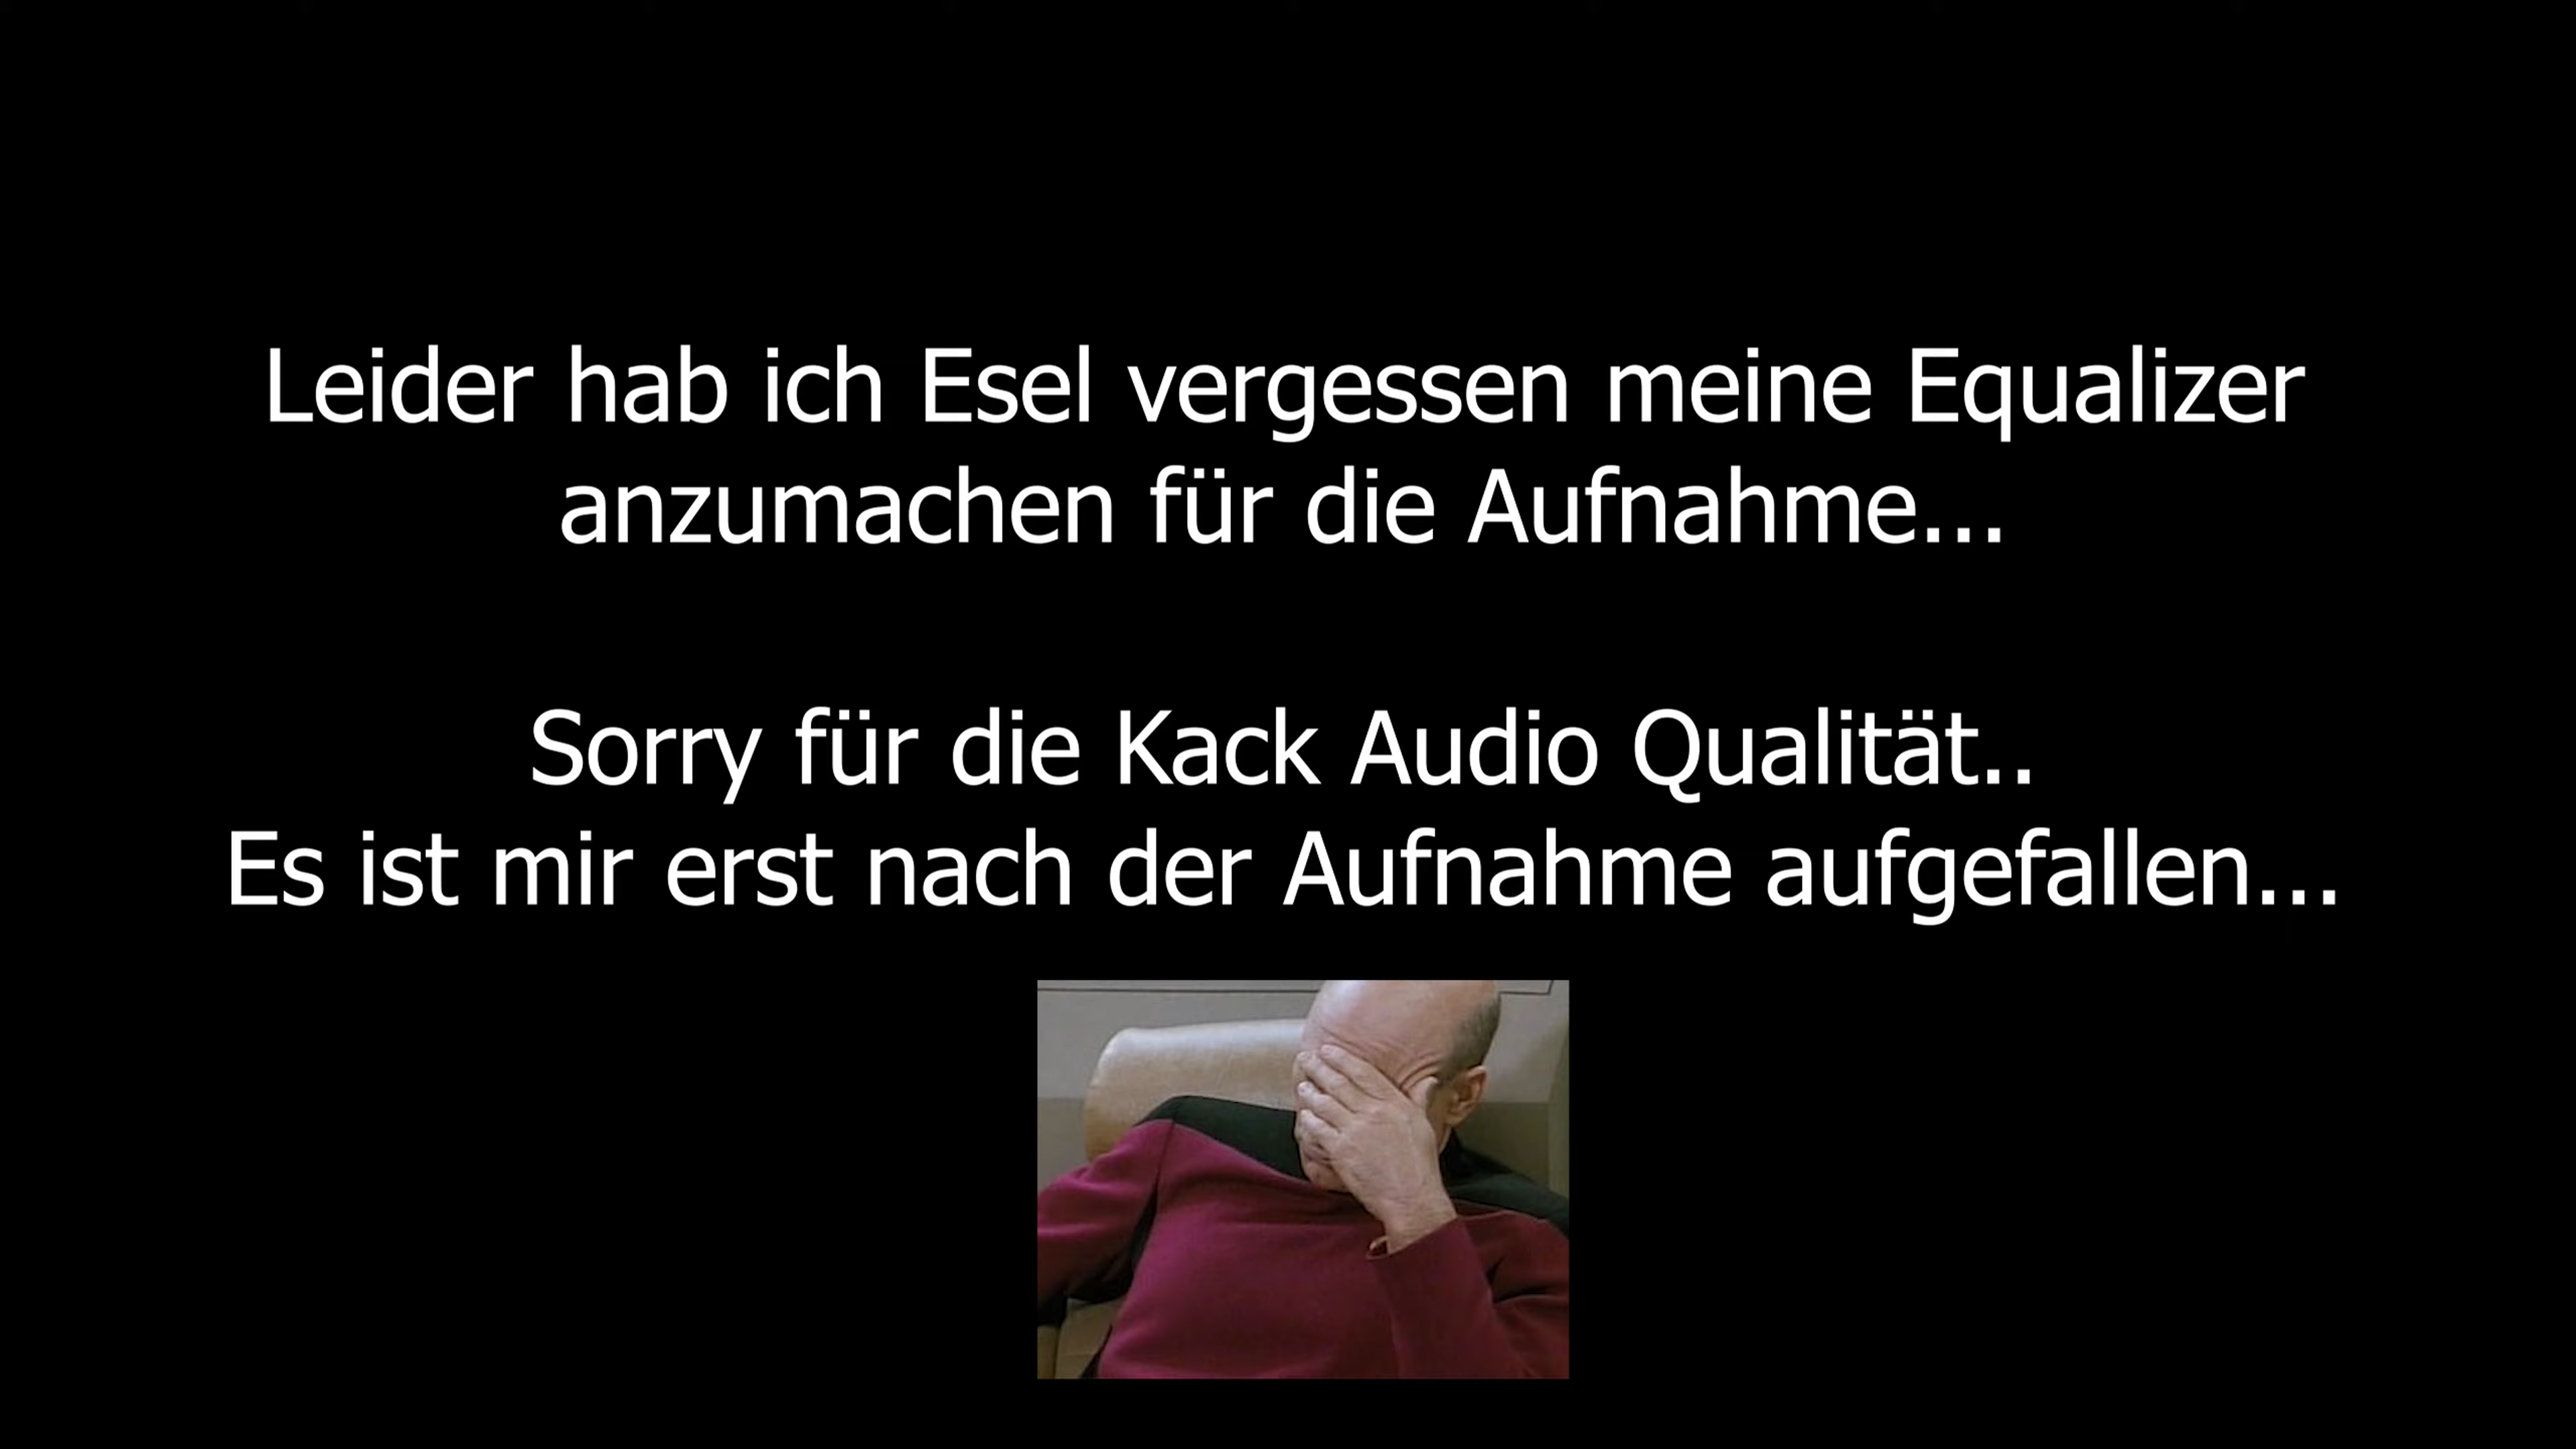 Leider hab ich Esel vergessen meine Equalizer
anzumachen für die Aufnahme...
Sorry für die Kack Audio Qualität..
Es ist mir erst nach der Aufnahme aufgefallen...